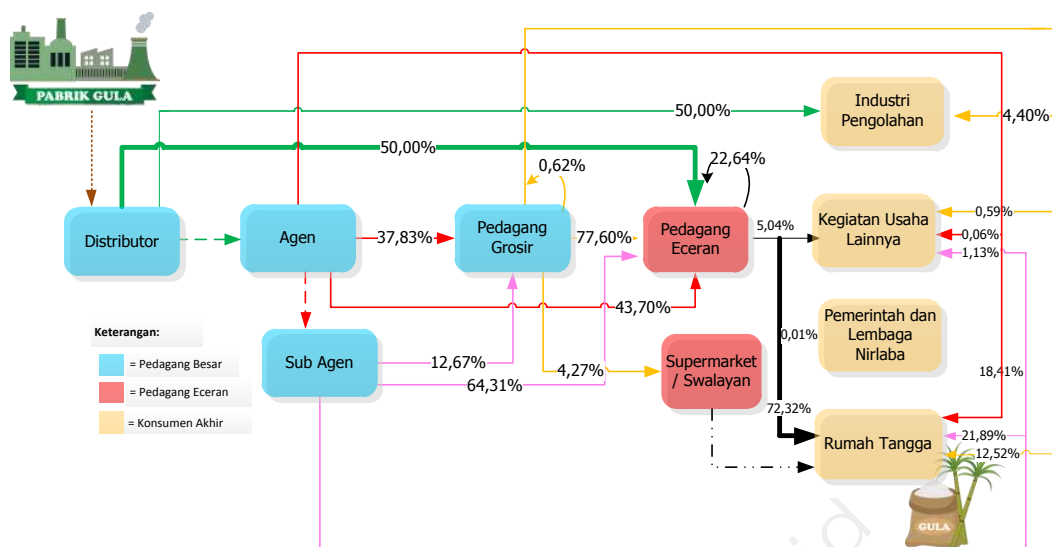 PABRIK GULA
Industri
Pengolahan
50,00%
4,40%
50,00%
22,64%
0,62%
Distributor
Agen
37,83%
Pedagang
Grosir
77,60%
Pedagang
Eceran
5,04%
Kegiatan Usaha
Lainnya
0,59%
0,06%
1,13%
43,70%
Keterangan:
= Pedagang Besar
= Pedagang Eceran
= Konsumen Akhir
Sub Agen
12,67%
64,31%
4,27%
Supermarket
/ Swalayan
0,01%
Pemerintah dan
Lembaga
Nirlaba
18,41%
72,32%
Rumah Tangga
21,89%
12,52%
GULA
id